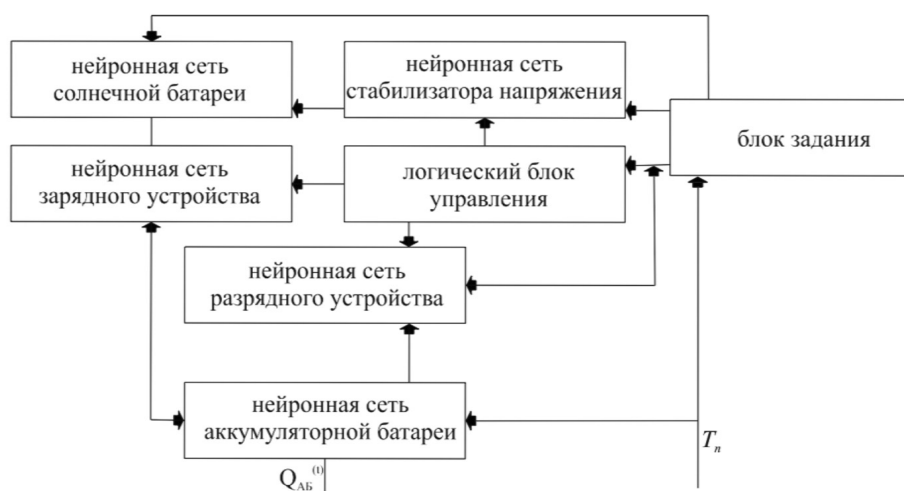 нейронная сеть
солнечной батареи
нейронная сеть
стабилизатора напряжения
блок задания
нейронная сеть
зарядного устройства
логический блок
управления
нейронная сеть
разрядного устройства
нейронная сеть
аккумуляторной батареи
Tп
QАБ(t)